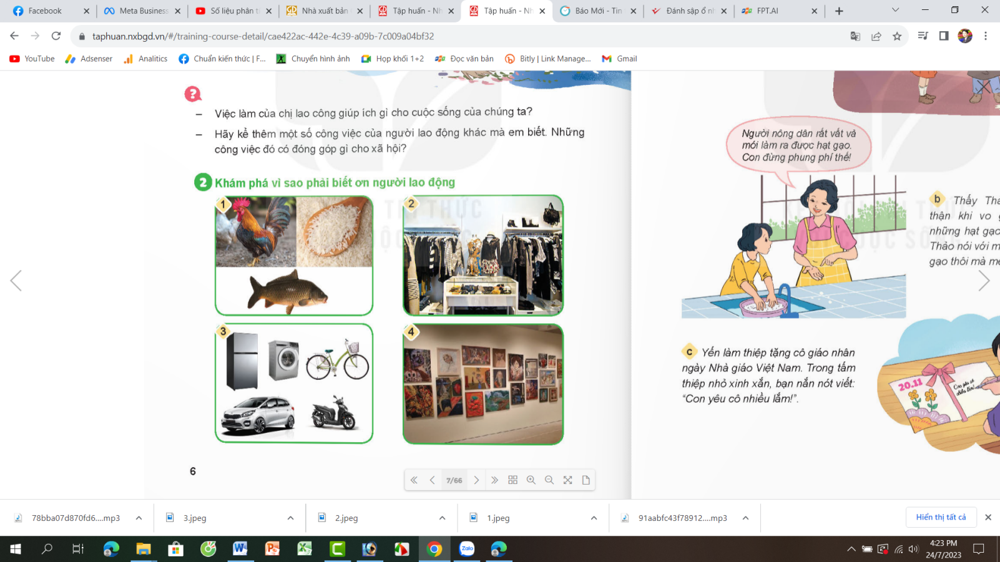 Facebook
Meta Business
Số liệu phân t
Nhà xuất bản
Tập huấn - Nh
Tập huấn - Nh
Báo Mới - Tin
Đánh sập ổ nh
FPT.AI
taphuan.nxbgd.vn/#/training-course-detail/cae422ac-442e-4c39-a09b-7c009a04bf32
YouTube
Adsenser
Analitics
Chuẩn kiến thức | F...
Chuyển hình ảnh
Họp khối 1+2
Đọc văn bản
Bitly | Link Manage...
Gmail
?
– Việc làm của chị lao công giúp ích gì cho cuộc sống của chúng ta?
– Hãy kể thêm một số công việc của người lao động khác mà em biết. Những
công việc đó có đóng góp gì cho xã hội?
2 Khám phá vì sao phải biết ơn người lao động
1
2
3
4
6
Người nông dân rất vất vả
mới làm ra được hạt gạo.
Con đừng phung phí thế!
b Thấy Thả
thận khi vo g
những hạt gạo
Thảo nói với m
gạo thôi mà mẹ
c Yến làm thiệp tặng cô giáo nhân
ngày Nhà giáo Việt Nam. Trong tấm
thiệp nhỏ xinh xắn, bạn nắn nót viết:
“Con yêu cô nhiều lắm!”.
20.11
Con yêu cô
nhiều lắm!
7/66
78bba07d870fd6....mp3
3.jpeg
2.jpeg
1.jpeg
91aabfc43f78912....mp3
Hiển thị tất cả
Zalo
4:23 PM
24/7/2023